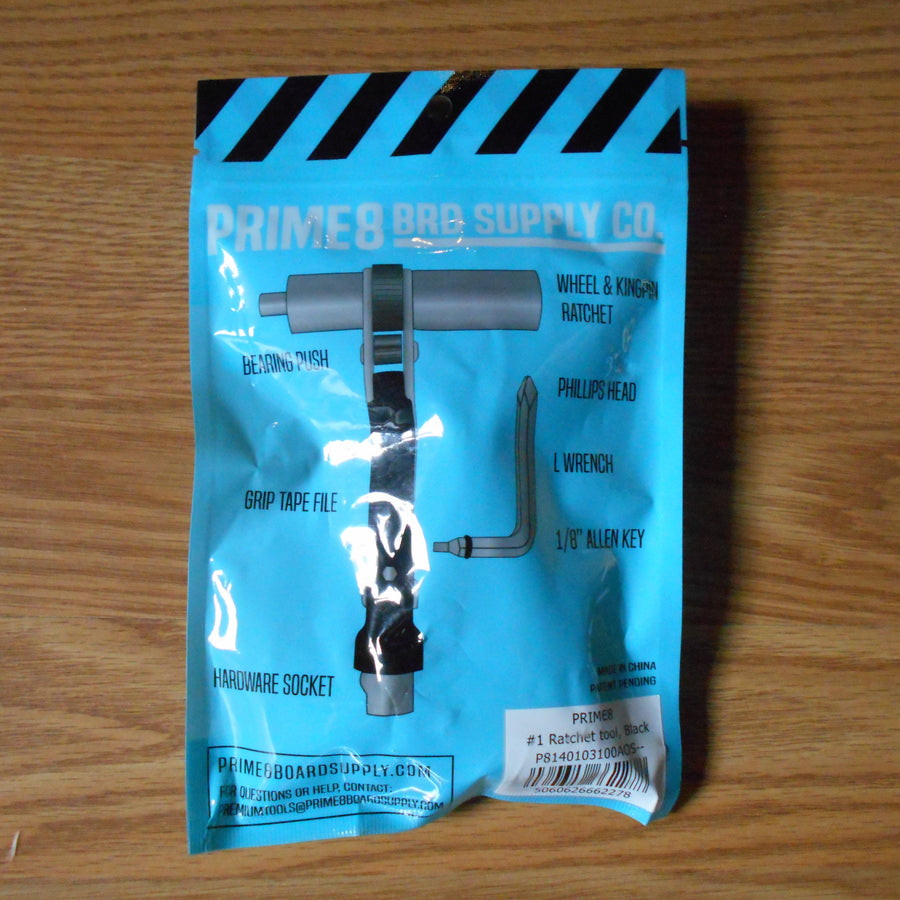 PRIME8 BRD SUPPLY CO.
WHEEL & KINGPIN
RATCHET
BEARING PUSH
PHILLIPS HEAD
L WRENCH
GRIP TAPE FILE
1/8" ALLEN KEY
HARDWARE SOCKET
MADE IN CHINA
PATENT PENDING
PRIME8
#1 Ratchet tool, Black
P8140103100AOS--
5060626662278
PRIME8BOARDSUPPLY.COM
FOR QUESTIONS OR HELP, CONTACT:
PREMIUMTOOLS@PRIME8BOARDSUPPLY.COM